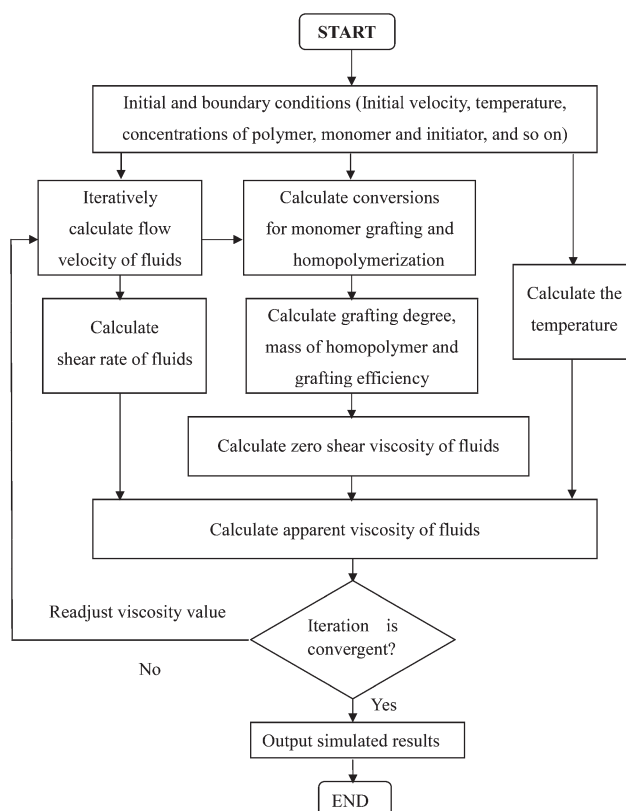 START
Initial and boundary conditions (Initial velocity, temperature,
concentrations of polymer, monomer and initiator, and so on)
Iteratively
calculate flow
velocity of fluids
Calculate conversions
for monomer grafting and
homopolymerization
Calculate the
temperature
Calculate
shear rate of fluids
Calculate grafting degree,
mass of homopolymer and
grafting efficiency
Calculate zero shear viscosity of fluids
Calculate apparent viscosity of fluids
Readjust viscosity value
Iteration is
convergent?
No
Yes
Output simulated results
END